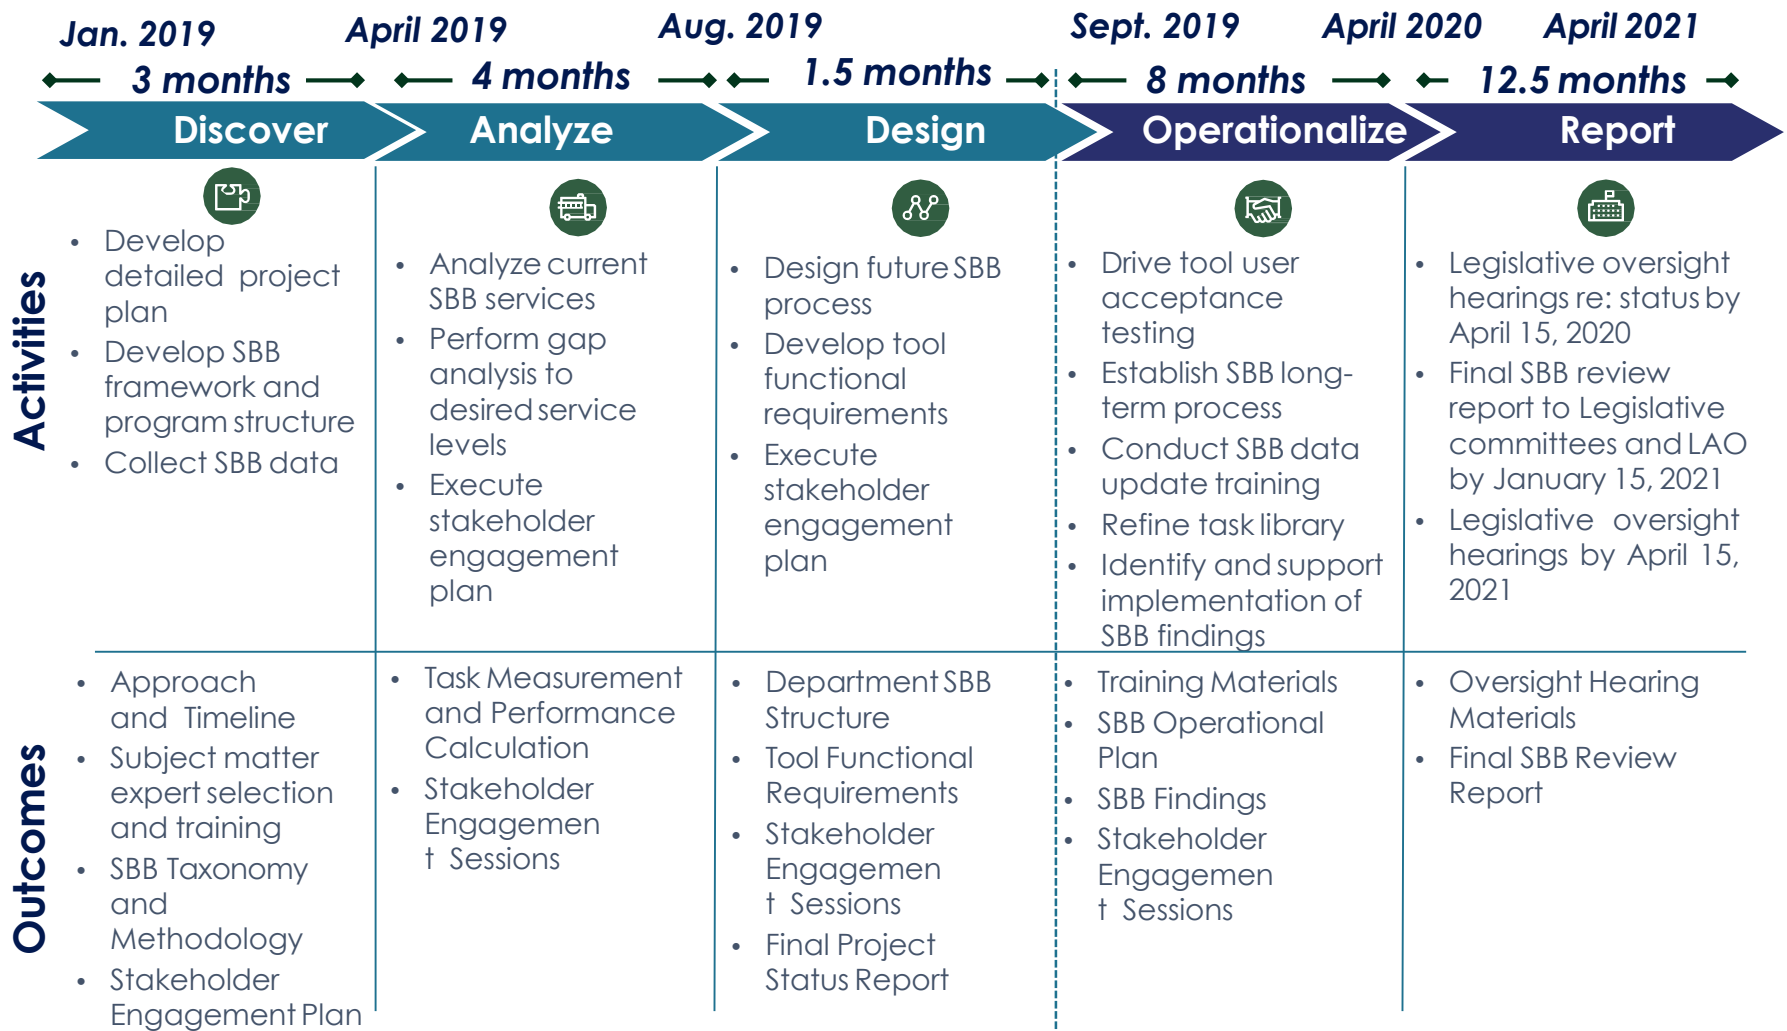 Jan. 2019
April 2019
Aug. 2019
Sept. 2019
April 2020
April 2021
3 months
4 months
1.5 months
8 months
12.5 months
Discover
Analyze
Design
Operationalize
Report
Activities
• Develop
detailed project
plan
• Develop SBB
framework and
program structure
• Collect SBB data
• Analyze current
SBB services
• Perform gap
analysis to
desired service
levels
• Execute
stakeholder
engagement
plan
• Design future SBB
process
• Develop tool
functional
requirements
• Execute
stakeholder
engagement
plan
• Drive tool user
acceptance
testing
• Establish SBB long-
term process
• Conduct SBB data
update training
• Refine task library
• Identify and support
implementation of
SBB findings
• Legislative oversight
hearings re: status by
April 15, 2020
• Final SBB review
report to Legislative
committees and LAO
by January 15, 2021
• Legislative oversight
hearings by April 15,
2021
Outcomes
• Approach
and Timeline
• Subject matter
expert selection
and training
• SBB Taxonomy
and
Methodology
• Stakeholder
Engagement Plan
• Task Measurement
and Performance
Calculation
• Stakeholder
Engagemen
t Sessions
• Department SBB
Structure
• Tool Functional
Requirements
• Stakeholder
Engagemen
t Sessions
• Final Project
Status Report
• Training Materials
• SBB Operational
Plan
• SBB Findings
• Stakeholder
Engagemen
t Sessions
• Oversight Hearing
Materials
• Final SBB Review
Report